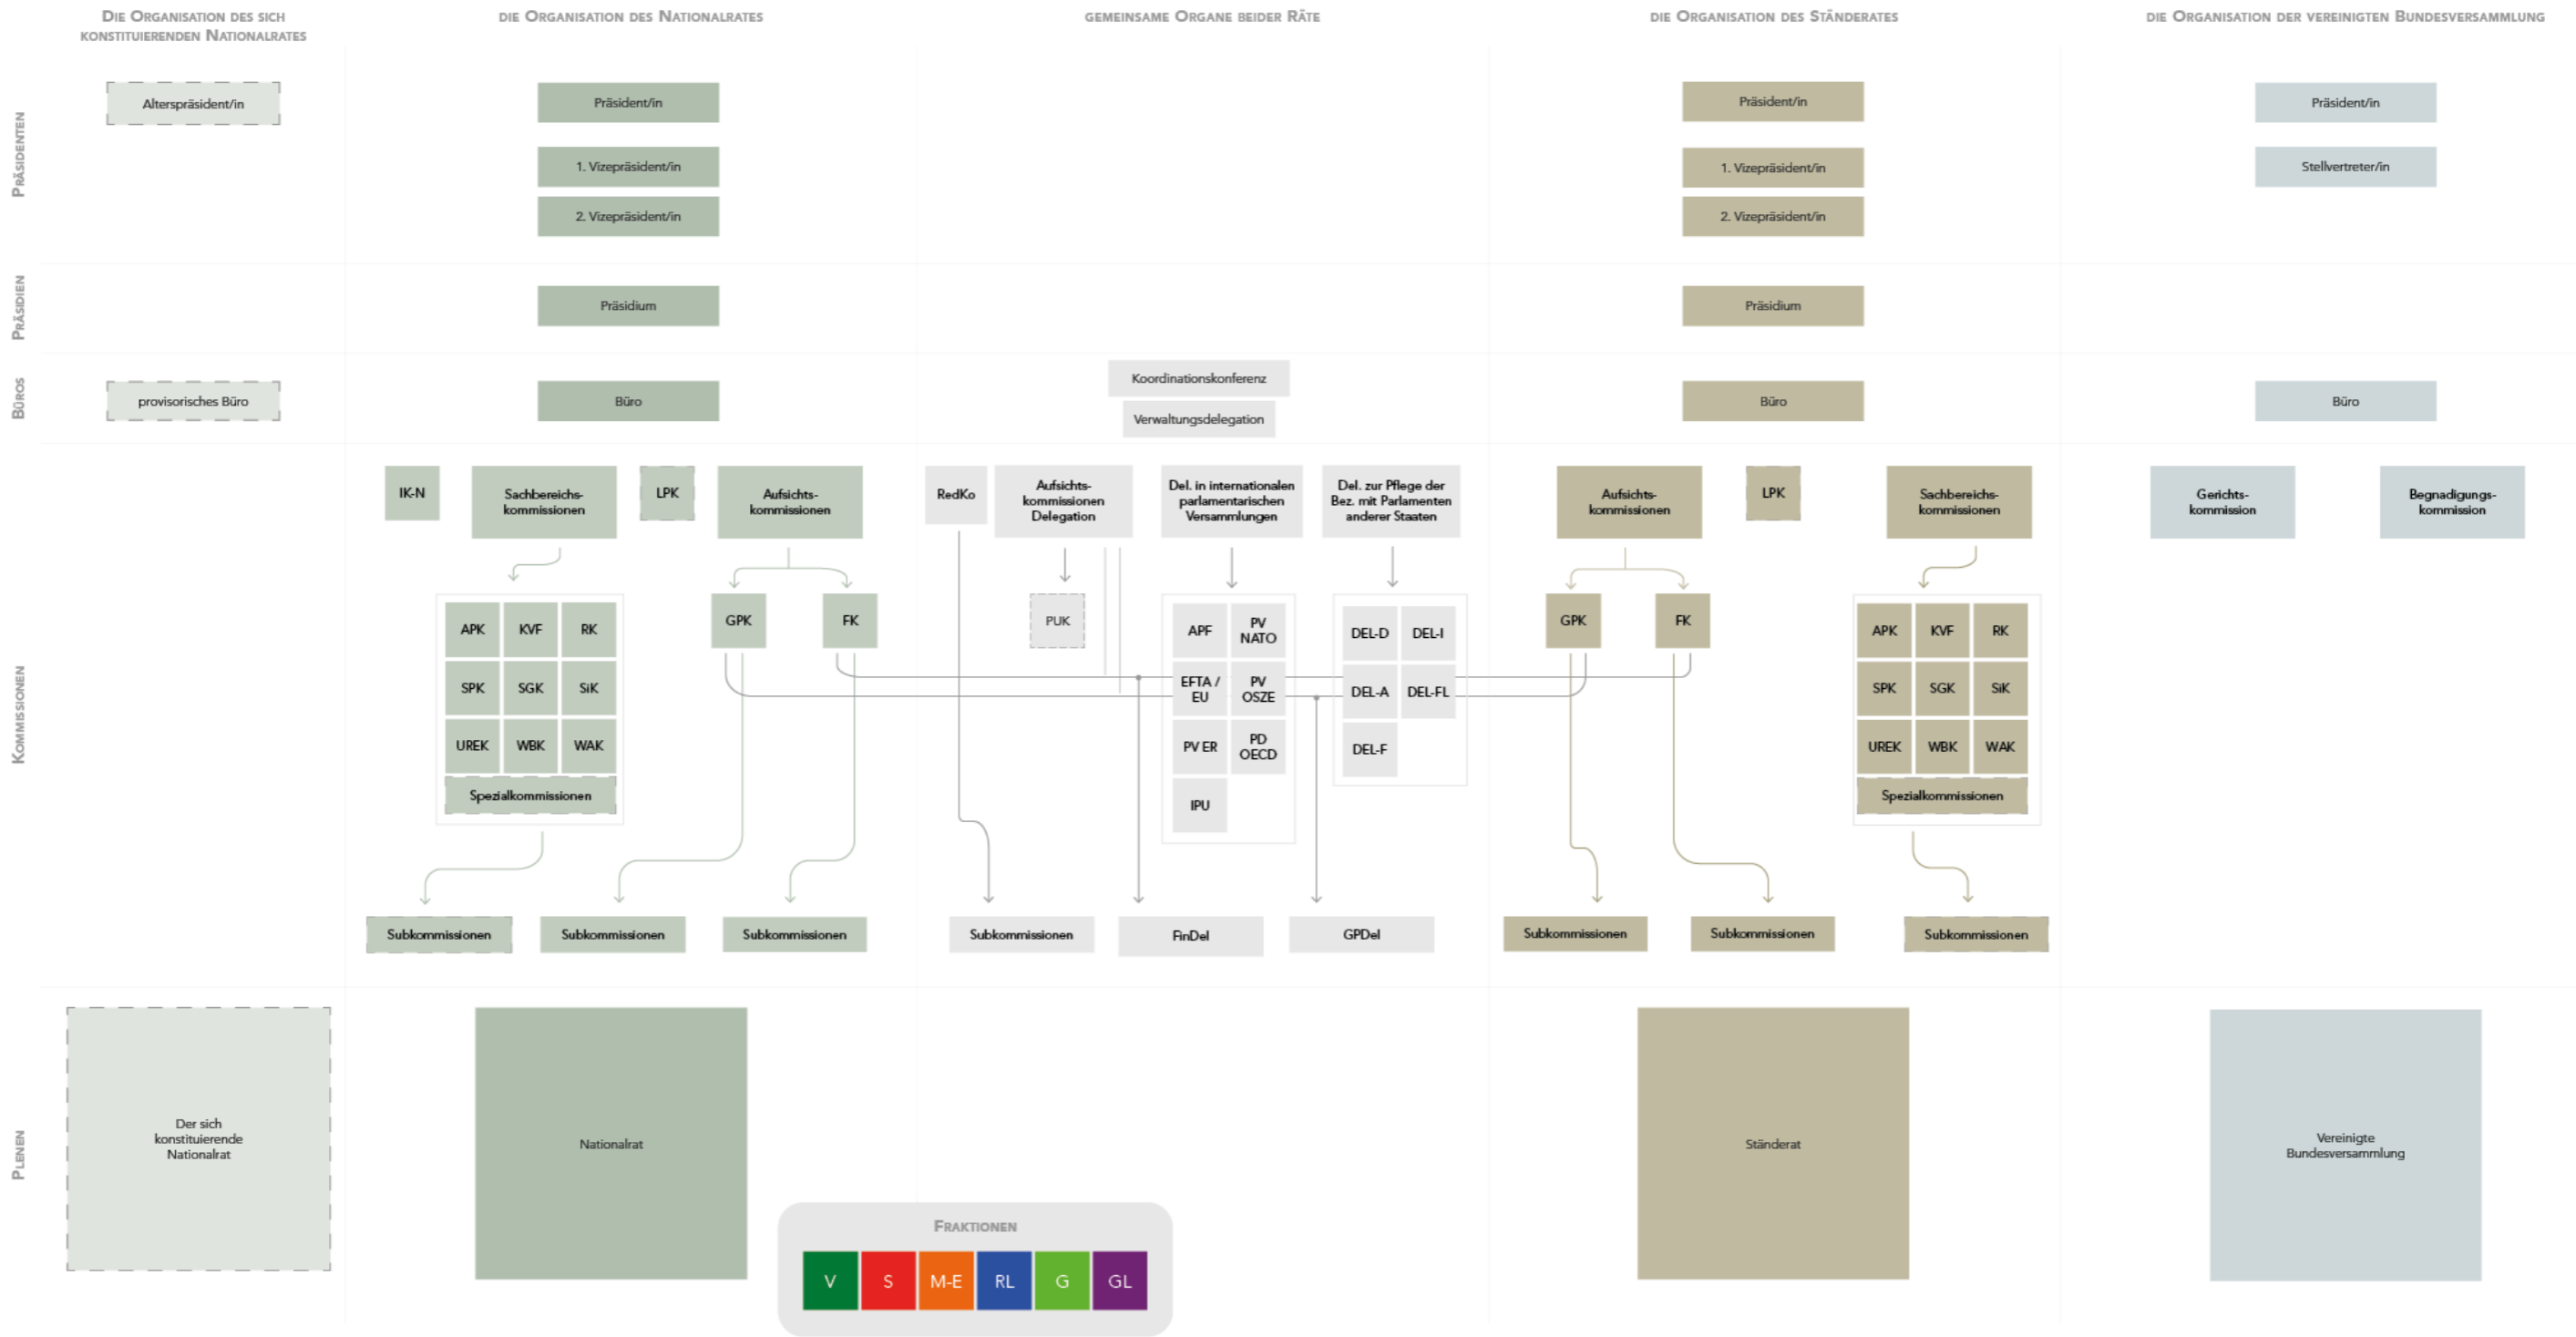 Die Organisation des sich
konstituierenden Nationalrates
die Organisation des Nationalrates
gemeinsame Organe beider Räte
die Organisation des Ständerates
die Organisation der vereinigten Bundesversammlung
Präsidenten
Alterspräsident/in
Präsident/in
Präsident/in
Präsident/in
1. Vizepräsident/in
1. Vizepräsident/in
Stellvertreter/in
2. Vizepräsident/in
2. Vizepräsident/in
Präsidien
Präsidium
Präsidium
Büros
provisorisches Büro
Büro
Koordinationskonferenz
Verwaltungsdelegation
Büro
Büro
Kommissionen
IK-N
Sachbereichs-
kommissionen
LPK
Aufsichts-
kommissionen
RedKo
Aufsichts-
kommissionen
Delegation
Del. in internationalen
parlamentarischen
Versammlungen
Del. zur Pflege der
Bez. mit Parlamenten
anderer Staaten
Aufsichts-
kommissionen
LPK
Sachbereichs-
kommissionen
Gerichts-
kommission
Begnadigungs-
kommission
APK
KVF
RK
SPK
SGK
SiK
UREK
WBK
WAK
Spezialkommissionen
GPK
FK
PUK
APF
PV
NATO
EFTA /
EU
PV
OSZE
PV ER
PD
OECD
IPU
DEL-D
DEL-I
DEL-A
DEL-FL
DEL-F
GPK
FK
APK
KVF
RK
SPK
SGK
SiK
UREK
WBK
WAK
Spezialkommissionen
Subkommissionen
Subkommissionen
Subkommissionen
Subkommissionen
FinDel
GPDel
Subkommissionen
Subkommissionen
Subkommissionen
Plenen
Der sich
konstituierende
Nationalrat
Nationalrat
Ständerat
Vereinigte
Bundesversammlung
Fraktionen
V
S
M-E
RL
G
GL